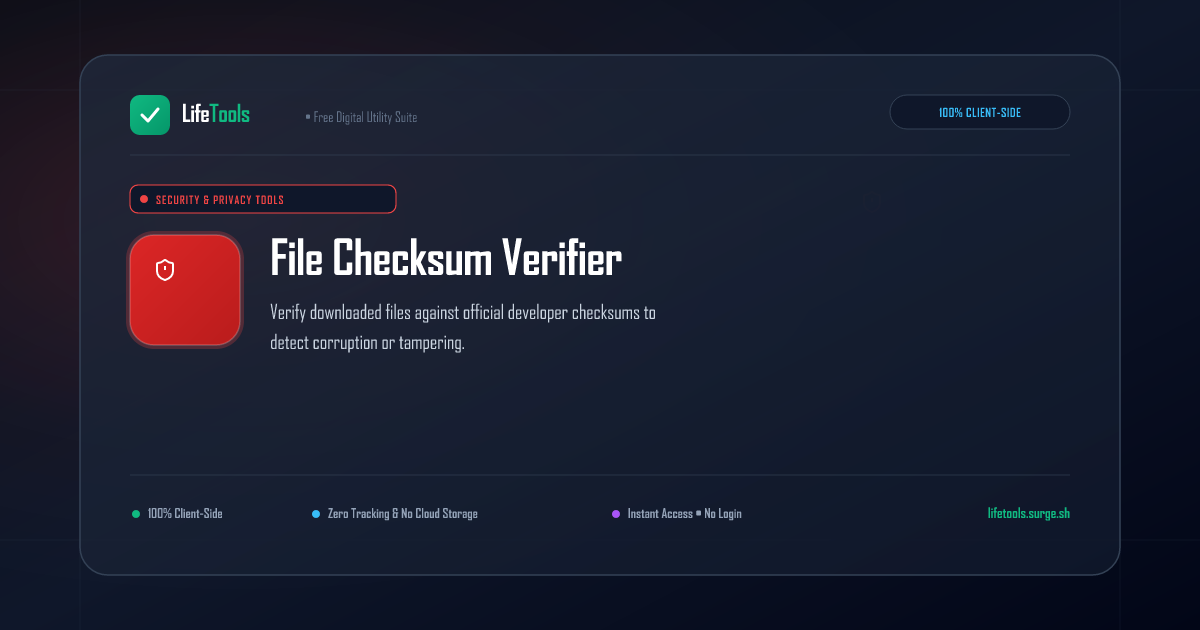 LifeTools
• Free Digital Utility Suite
100% CLIENT-SIDE
SECURITY & PRIVACY TOOLS
File Checksum Verifier
Verify downloaded files against official developer checksums to
detect corruption or tampering.
100% Client-Side
Zero Tracking & No Cloud Storage
Instant Access • No Login
lifetools.surge.sh